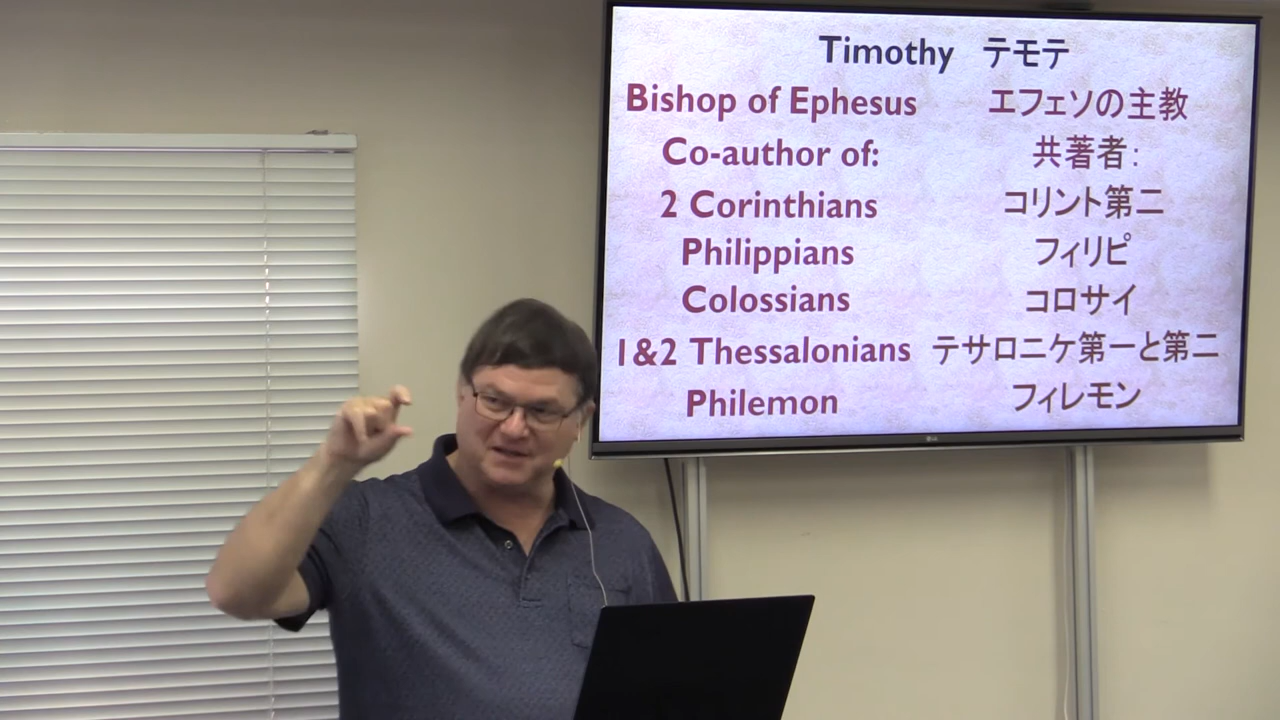 Timothy テモテ
Bishop of Ephesus エフェソの主教
Co-author of: 共著者:
2 Corinthians コリント第二
Philippians フィリピ
Colossians コロサイ
1&2 Thessalonians テサロニケ第一と第二
Philemon フィレモン
LG